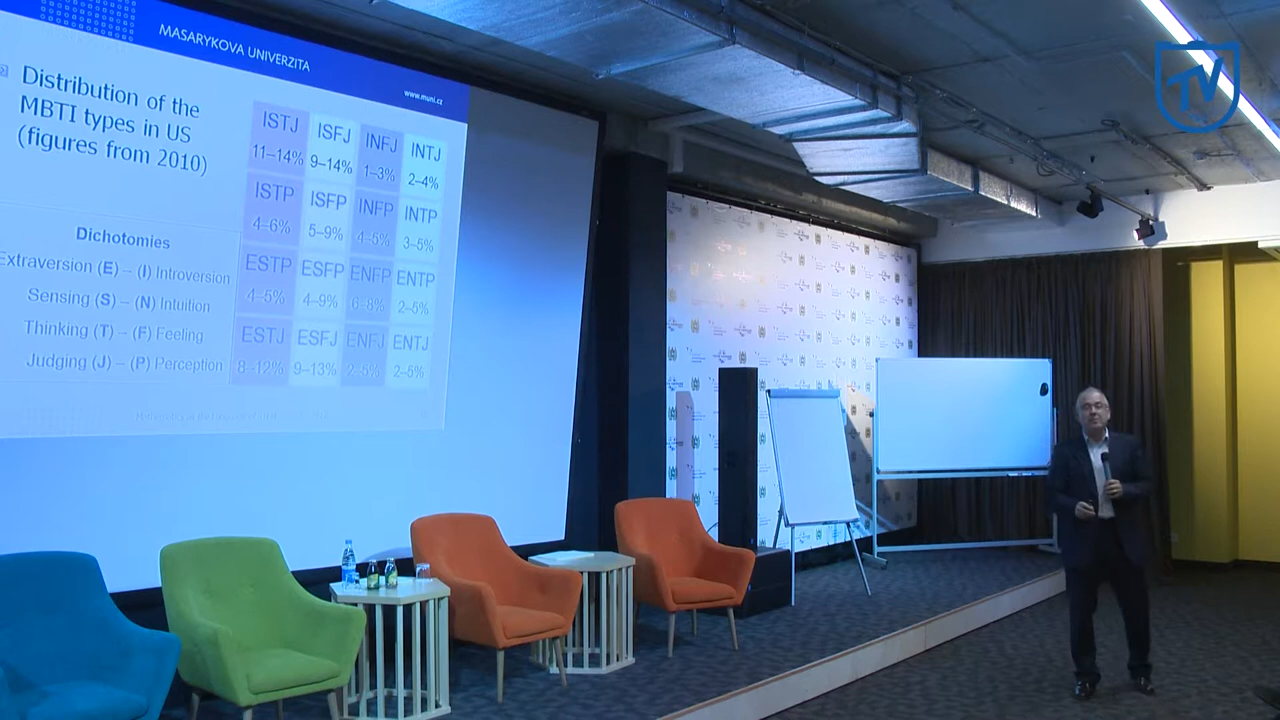 MASARYKOVA UNIVERZITA
www.muni.cz
Distribution of the
MBTI types in US
(figures from 2010)
ISTJ ISFJ INFJ INTJ
11–14% 9–14% 1–3% 2–4%
ISTP ISFP INFP INTP
4–6% 5–9% 4–5% 3–5%
ESTP ESFP ENFP ENTP
4–5% 4–9% 6–8% 2–5%
ESTJ ESFJ ENFJ ENTJ
8–12% 9–13% 2–5% 2–5%
Dichotomies
Extraversion (E) – (I) Introversion
Sensing (S) – (N) Intuition
Thinking (T) – (F) Feeling
Judging (J) – (P) Perception
TV